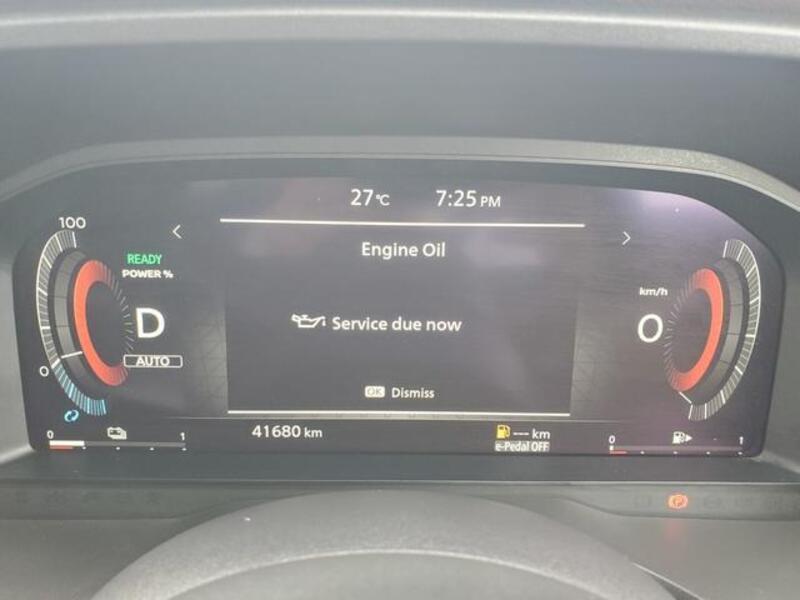 27°C 7:25 PM
100
< >
Engine Oil
READY
POWER %
km/h
D
Service due now
0
AUTO
0
OK Dismiss
41680 km
--- km
e-Pedal OFF
0 1
0 1